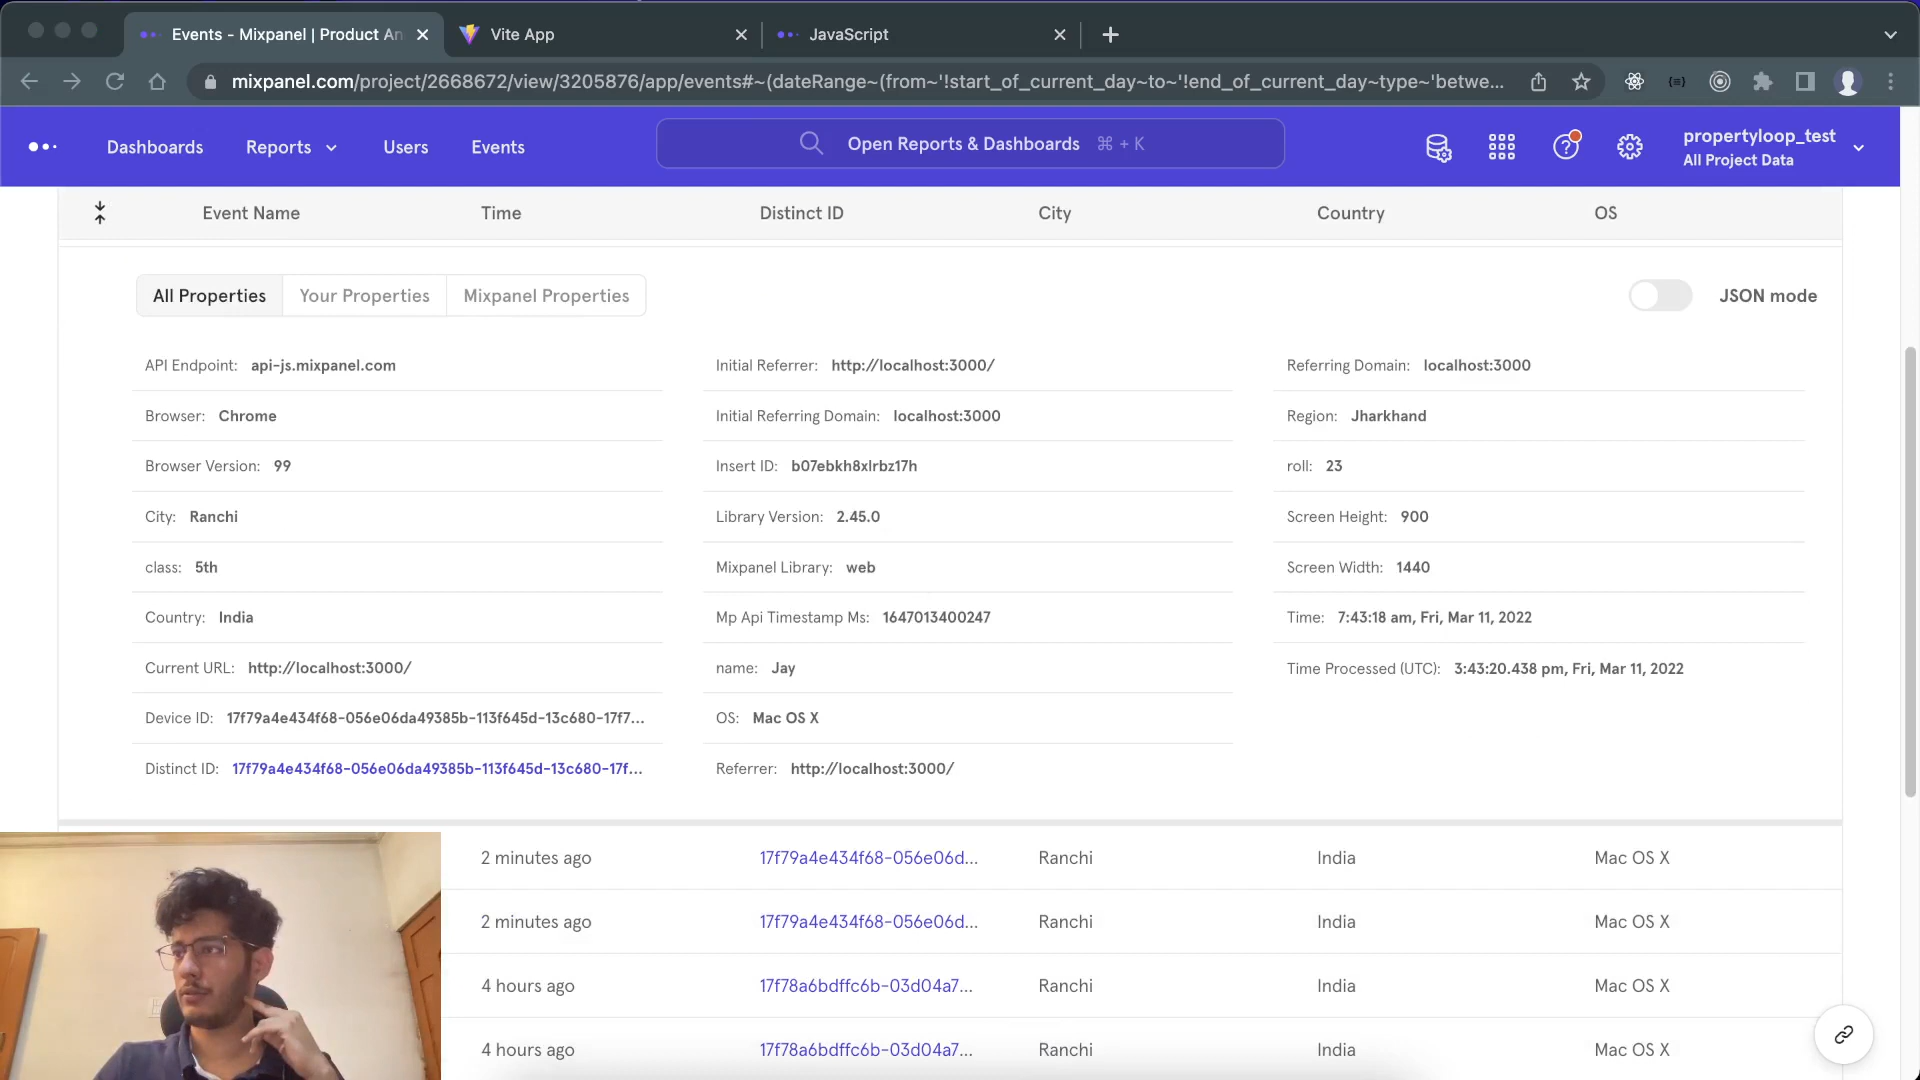 Events - Mixpanel | Product An
Vite App
JavaScript
mixpanel.com/project/2668672/view/3205876/app/events#~(dateRange~(from~'!start_of_current_day~to~'!end_of_current_day~type~'betwe...
Dashboards
Reports
Users
Events
Open Reports & Dashboards ⌘ + K
propertyloop_test
All Project Data
Event Name
Time
Distinct ID
City
Country
OS
All Properties
Your Properties
Mixpanel Properties
JSON mode
API Endpoint: api-js.mixpanel.com
Browser: Chrome
Browser Version: 99
City: Ranchi
class: 5th
Country: India
Current URL: http://localhost:3000/
Device ID: 17f79a4e434f68-056e06da49385b-113f645d-13c680-17f7...
Distinct ID: 17f79a4e434f68-056e06da49385b-113f645d-13c680-17f...
Initial Referrer: http://localhost:3000/
Initial Referring Domain: localhost:3000
Insert ID: b07ebkh8xlrbz17h
Library Version: 2.45.0
Mixpanel Library: web
Mp Api Timestamp Ms: 1647013400247
name: Jay
OS: Mac OS X
Referrer: http://localhost:3000/
Referring Domain: localhost:3000
Region: Jharkhand
roll: 23
Screen Height: 900
Screen Width: 1440
Time: 7:43:18 am, Fri, Mar 11, 2022
Time Processed (UTC): 3:43:20.438 pm, Fri, Mar 11, 2022
2 minutes ago 17f79a4e434f68-056e06d... Ranchi India Mac OS X
2 minutes ago 17f79a4e434f68-056e06d... Ranchi India Mac OS X
4 hours ago 17f78a6bdffc6b-03d04a7... Ranchi India Mac OS X
4 hours ago 17f78a6bdffc6b-03d04a7... Ranchi India Mac OS X